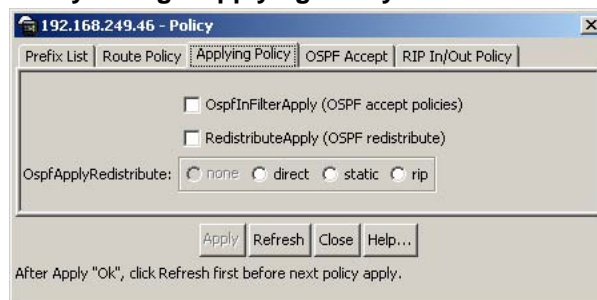 192.168.249.46 - Policy
Prefix List Route Policy Applying Policy OSPF Accept RIP In/Out Policy
OspfInFilterApply (OSPF accept policies)
RedistributeApply (OSPF redistribute)
OspfApplyRedistribute: none direct static rip
Apply Refresh Close Help...
After Apply "Ok", click Refresh first before next policy apply.